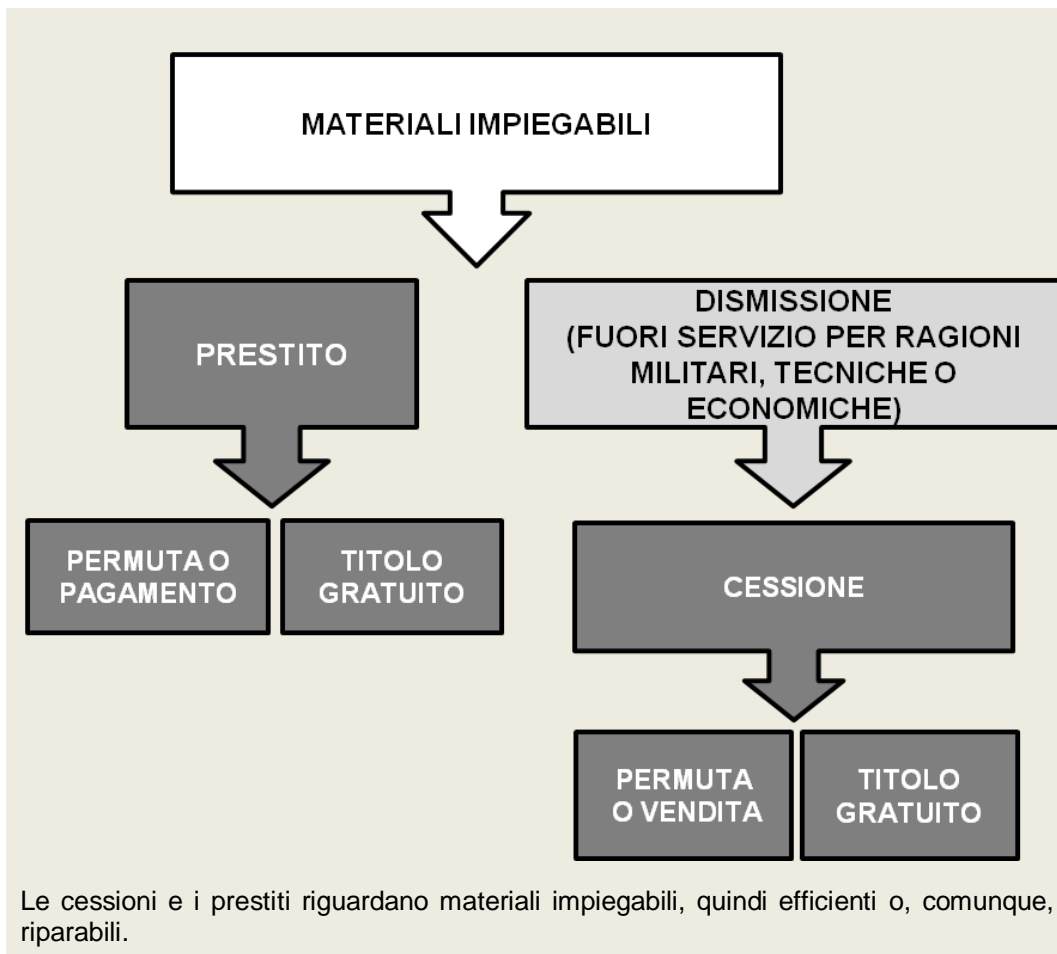 MATERIALI IMPIEGABILI
PRESTITO
DISMISSIONE
(FUORI SERVIZIO PER RAGIONI
MILITARI, TECNICHE O
ECONOMICHE)
PERMUTA O
PAGAMENTO
TITOLO
GRATUITO
CESSIONE
PERMUTA
O VENDITA
TITOLO
GRATUITO
Le cessioni e i prestiti riguardano materiali impiegabili, quindi efficienti o, comunque,
riparabili.